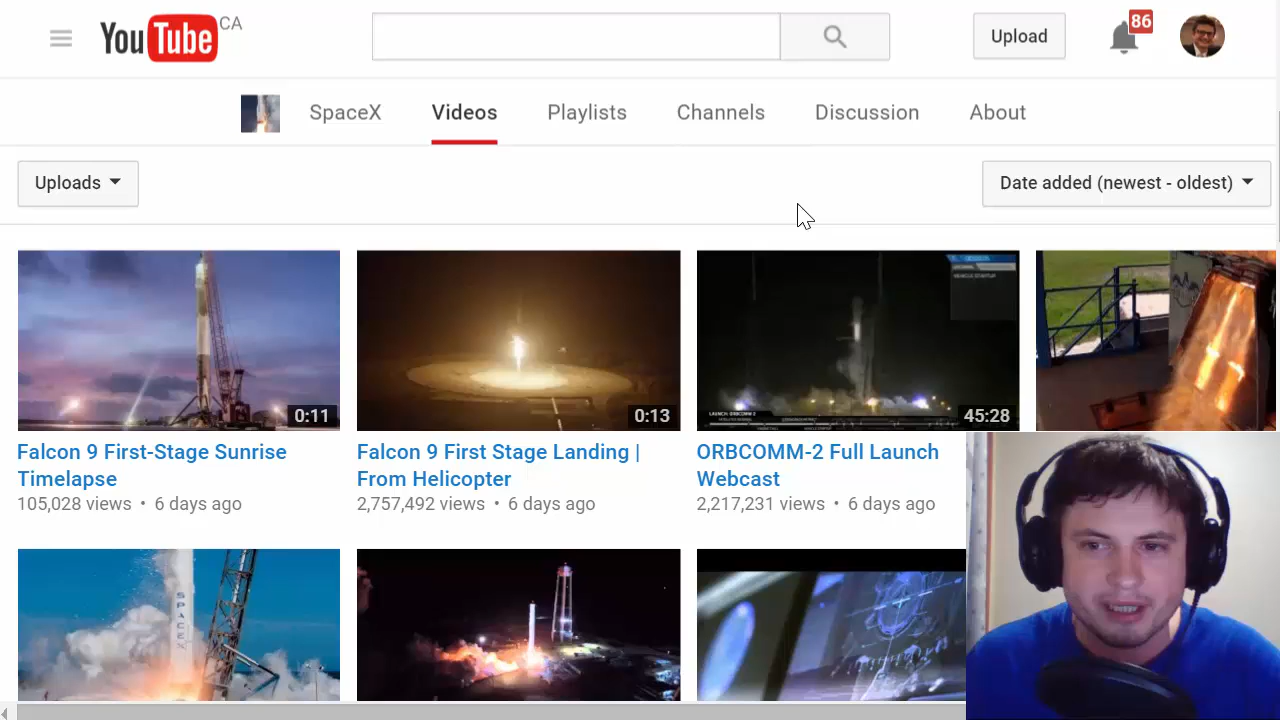 YouTube CA
Upload
86
SpaceX Videos Playlists Channels Discussion About
Uploads
Date added (newest - oldest)
0:11
0:13
45:28
Falcon 9 First-Stage Sunrise
Timelapse
105,028 views • 6 days ago
Falcon 9 First Stage Landing |
From Helicopter
2,757,492 views • 6 days ago
ORBCOMM-2 Full Launch
Webcast
2,217,231 views • 6 days ago
SPACEX